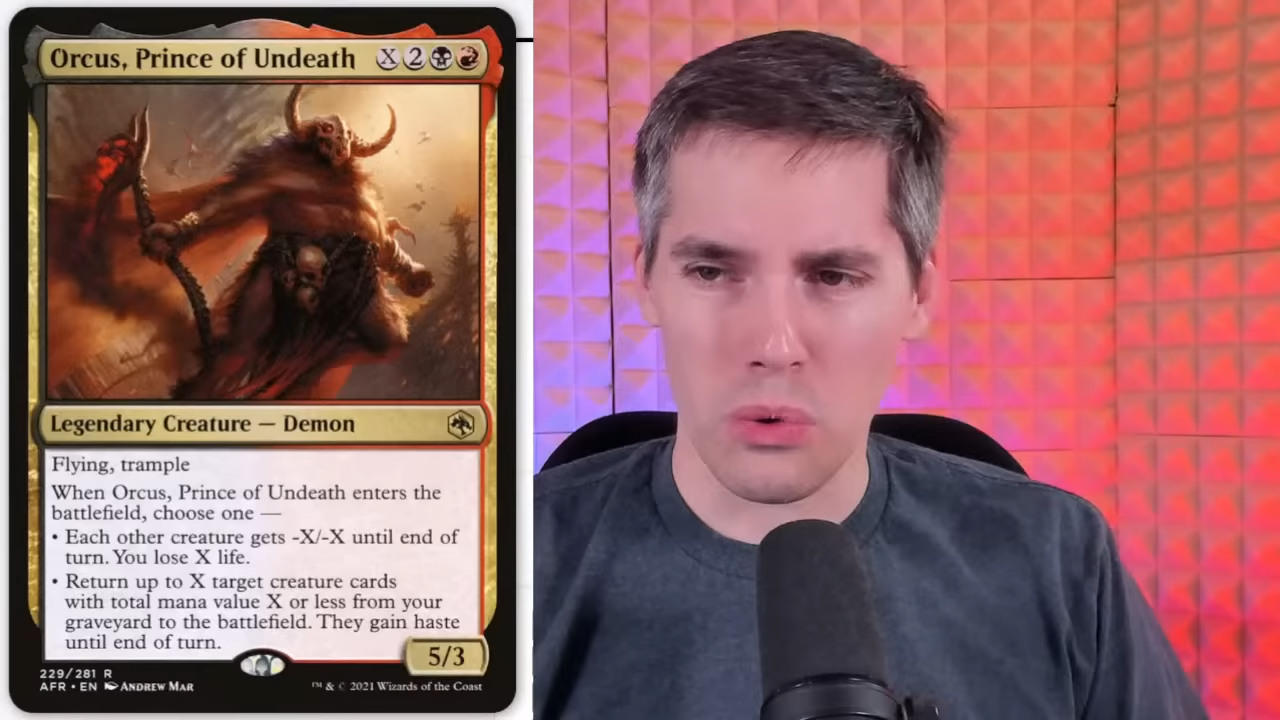 Orcus, Prince of Undeath X 2
Legendary Creature — Demon
Flying, trample
When Orcus, Prince of Undeath enters the
battlefield, choose one —
• Each other creature gets -X/-X until end of
turn. You lose X life.
• Return up to X target creature cards
with total mana value X or less from your
graveyard to the battlefield. They gain haste
until end of turn.
5/3
229/281 R
AFR • EN Andrew Mar
™ & © 2021 Wizards of the Coast